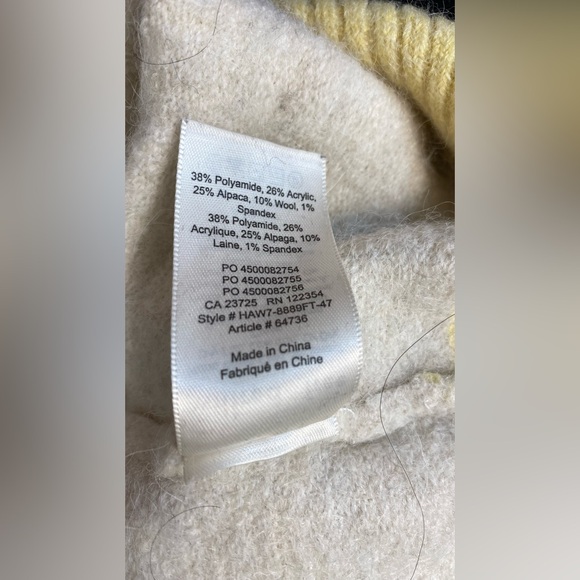 38% Polyamide, 26% Acrylic,
25% Alpaca, 10% Wool, 1%
Spandex
38% Polyamide, 26%
Acrylique, 25% Alpaga, 10%
Laine, 1% Spandex
PO 4500082754
PO 4500082755
PO 4500082756
CA 23725 RN 122354
Style # HAW7-8889FT-47
Article # 64736
Made in China
Fabriqué en Chine